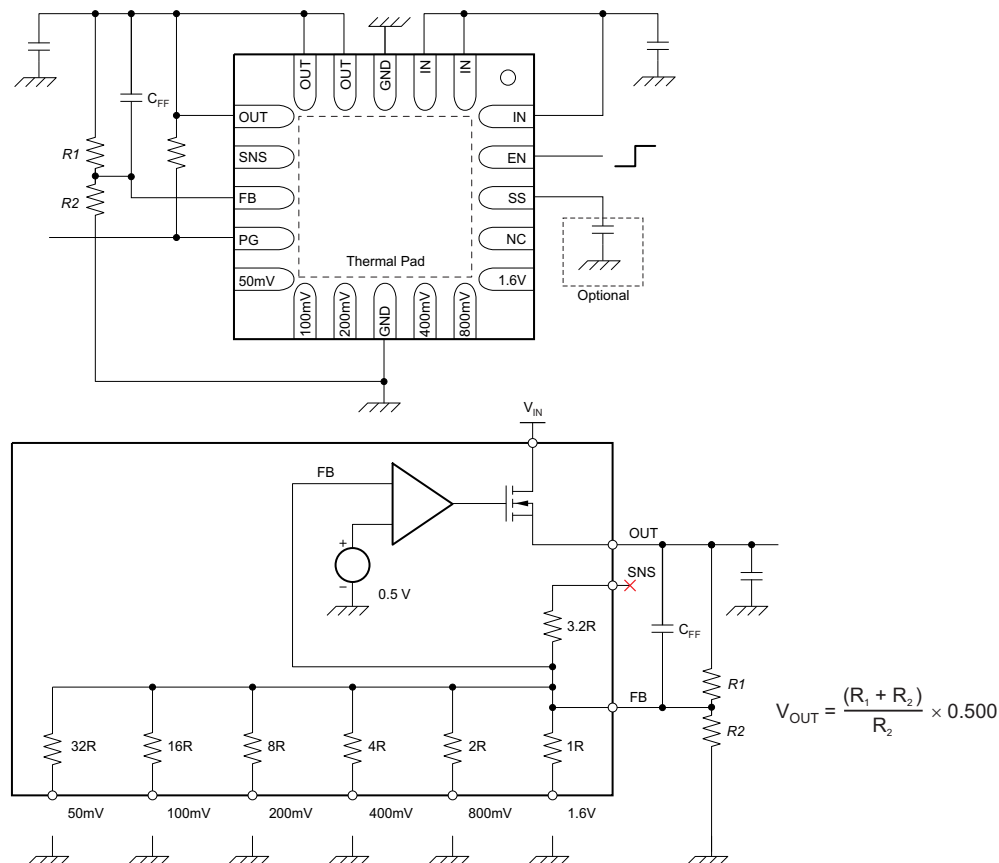 OUT
OUT
GND
IN
IN
C_FF
R1
R2
OUT
SNS
FB
PG
50mV
IN
EN
SS
NC
1.6V
Thermal Pad
100mV
200mV
GND
400mV
800mV
Optional
V_IN
FB
OUT
+
−
0.5 V
SNS
3.2R
C_FF
FB
R1
R2
V_OUT = (R_1 + R_2) / R_2 × 0.500
32R
16R
8R
4R
2R
1R
50mV
100mV
200mV
400mV
800mV
1.6V